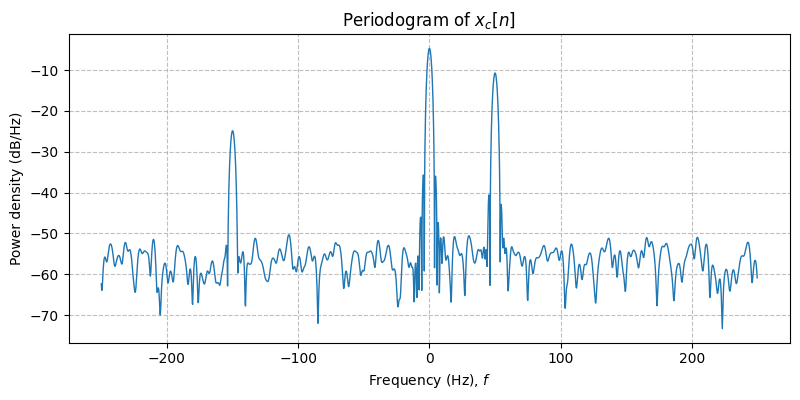 Periodogram of $x_c[n]$
Power density (dB/Hz)
−10
−20
−30
−40
−50
−60
−70
−200 −100 0 100 200
Frequency (Hz), $f$